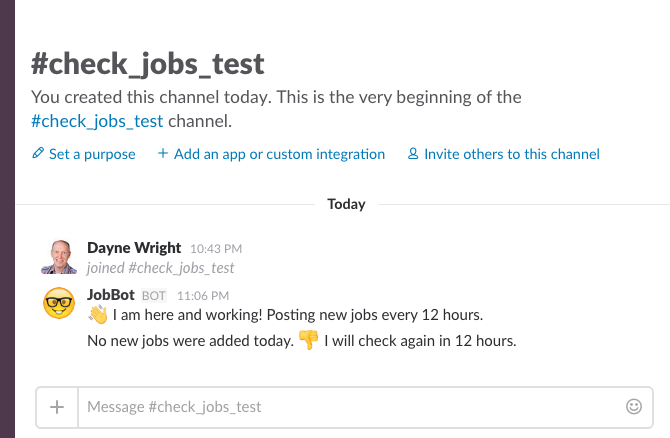 #check_jobs_test
You created this channel today. This is the very beginning of the
#check_jobs_test channel.
Set a purpose + Add an app or custom integration Invite others to this channel
Today
Dayne Wright 10:43 PM
joined #check_jobs_test
JobBot BOT 11:06 PM
👋 I am here and working! Posting new jobs every 12 hours.
No new jobs were added today. 👎 I will check again in 12 hours.
+ Message #check_jobs_test